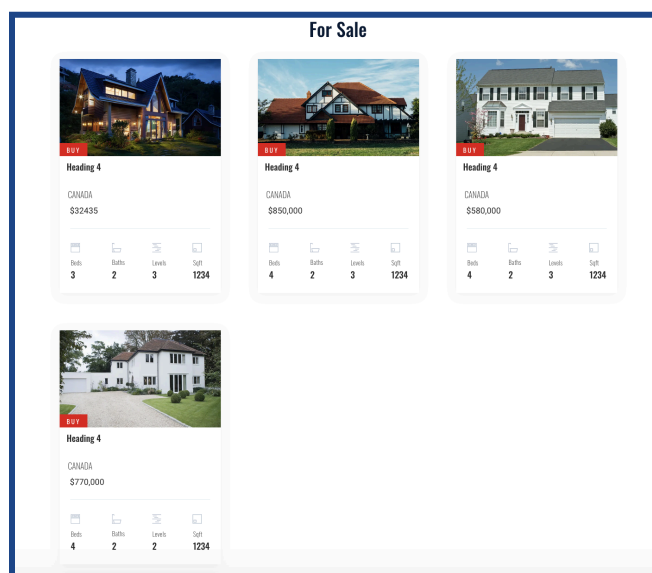 For Sale
BUY
Heading 4
CANADA
$32435
Beds Baths Levels Sqft
3 2 3 1234
BUY
Heading 4
CANADA
$850,000
Beds Baths Levels Sqft
4 2 3 1234
BUY
Heading 4
CANADA
$580,000
Beds Baths Levels Sqft
4 2 3 1234
BUY
Heading 4
CANADA
$770,000
Beds Baths Levels Sqft
4 2 2 1234